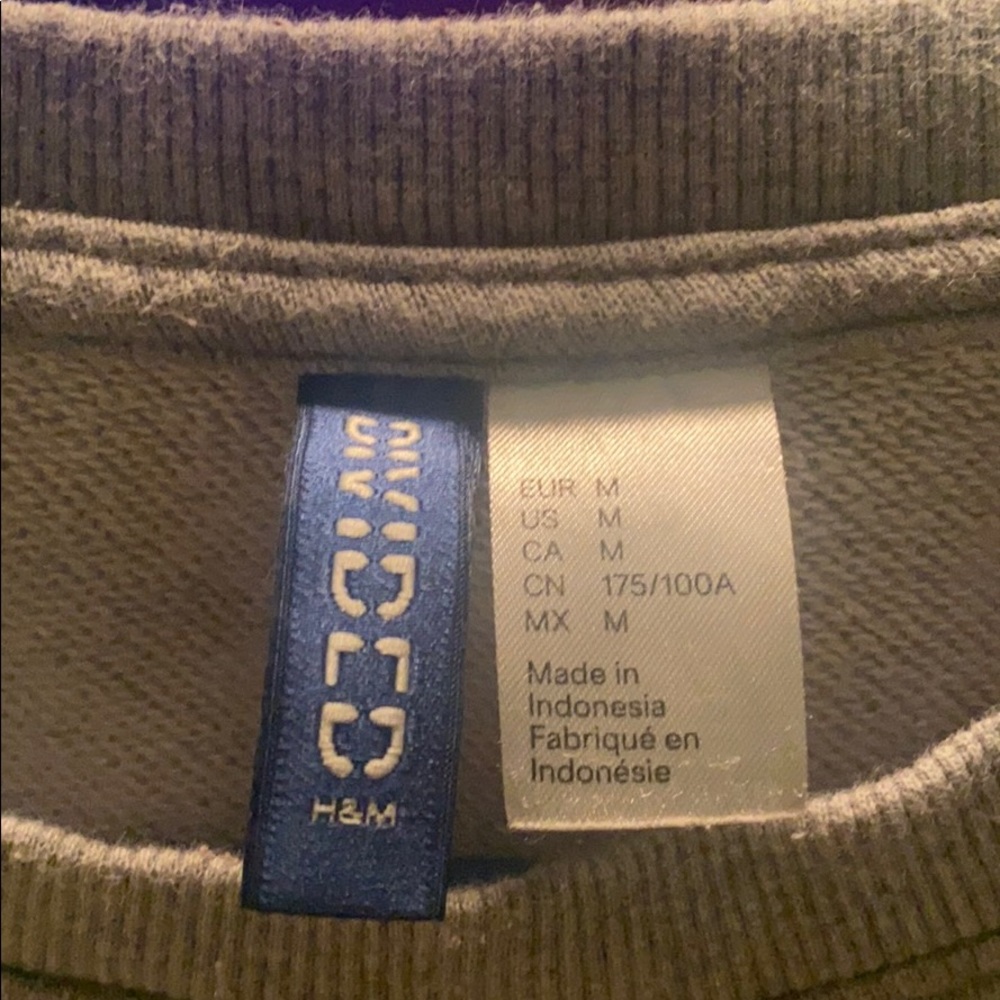 DIVIDED
H&M
EUR M
US M
CA M
CN 175/100A
MX M
Made in
Indonesia
Fabriqué en
Indonésie